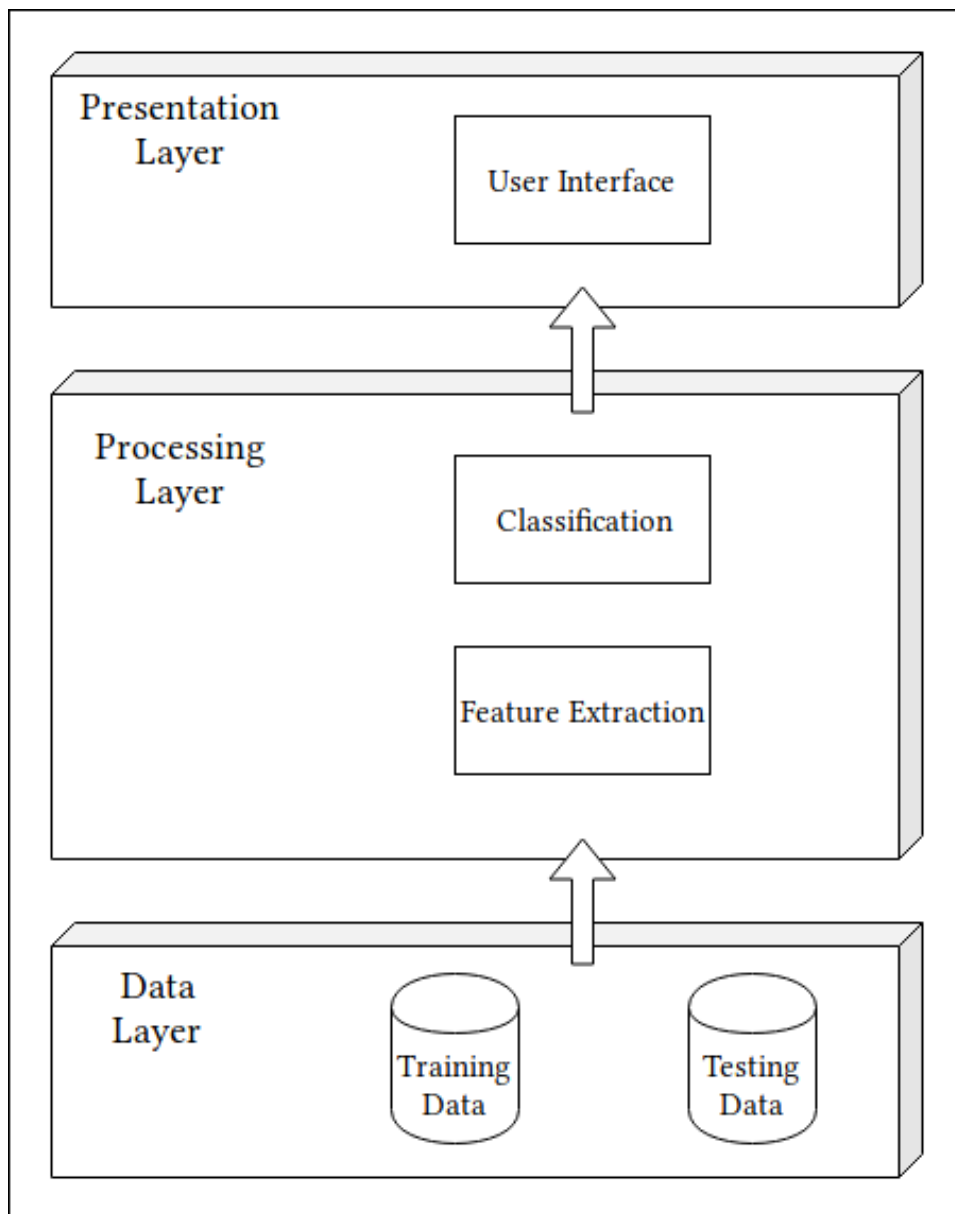 Presentation
Layer
User Interface
Processing
Layer
Classification
Feature Extraction
Data
Layer
Training
Data
Testing
Data